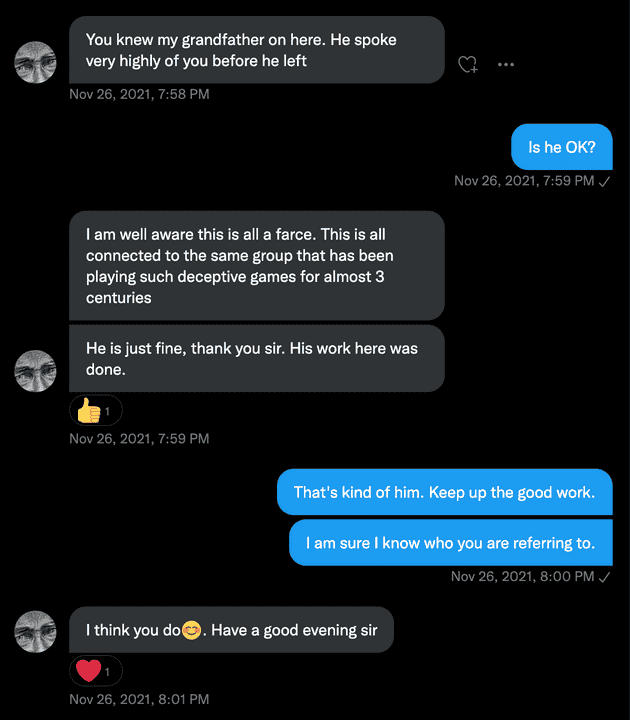 You knew my grandfather on here. He spoke
very highly of you before he left
Nov 26, 2021, 7:58 PM
Is he OK?
Nov 26, 2021, 7:59 PM
I am well aware this is all a farce. This is all
connected to the same group that has been
playing such deceptive games for almost 3
centuries
He is just fine, thank you sir. His work here was
done.
1
Nov 26, 2021, 7:59 PM
That's kind of him. Keep up the good work.
I am sure I know who you are referring to.
Nov 26, 2021, 8:00 PM
I think you do😊. Have a good evening sir
1
Nov 26, 2021, 8:01 PM